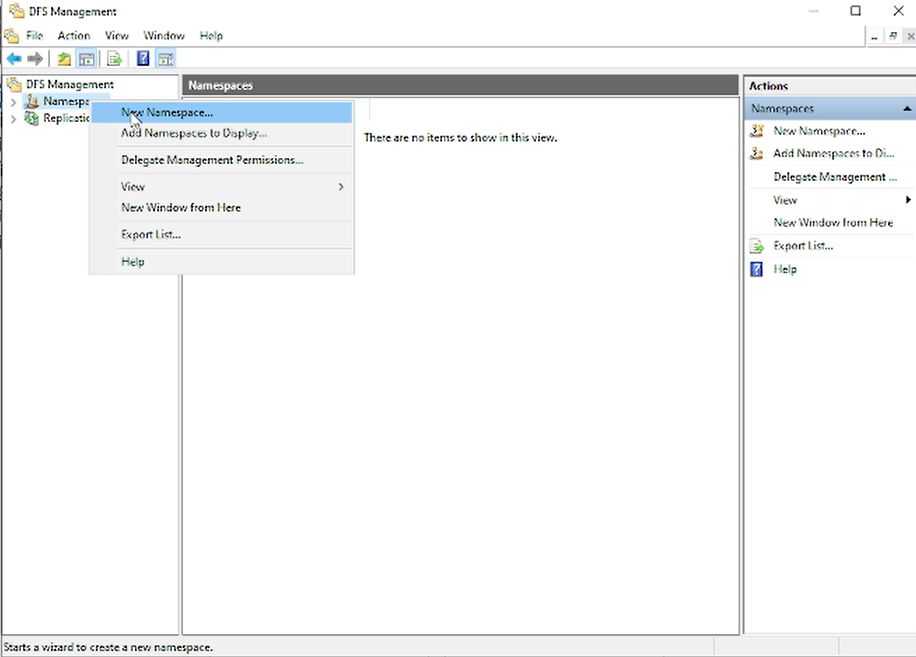 DFS Management
File Action View Window Help
DFS Management
Namespa
Replicatio
New Namespace...
Add Namespaces to Display...
Delegate Management Permissions...
View
New Window from Here
Export List...
Help
Namespaces
There are no items to show in this view.
Actions
Namespaces
New Namespace...
Add Namespaces to Di...
Delegate Management ...
View
New Window from Here
Export List...
Help
Starts a wizard to create a new namespace.